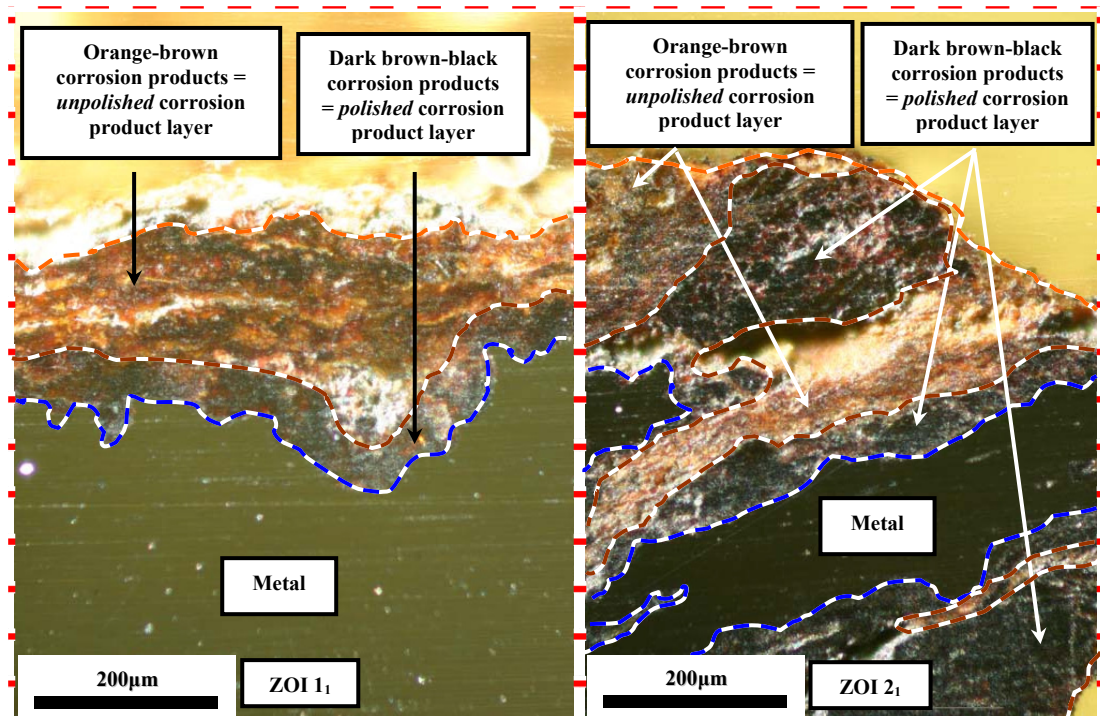 Orange-brown
corrosion products =
unpolished corrosion
product layer
Dark brown-black
corrosion products
= polished corrosion
product layer
Metal
200µm
ZOI 1₁
Orange-brown
corrosion products =
unpolished corrosion
product layer
Dark brown-black
corrosion products
= polished corrosion
product layer
Metal
200µm
ZOI 2₁